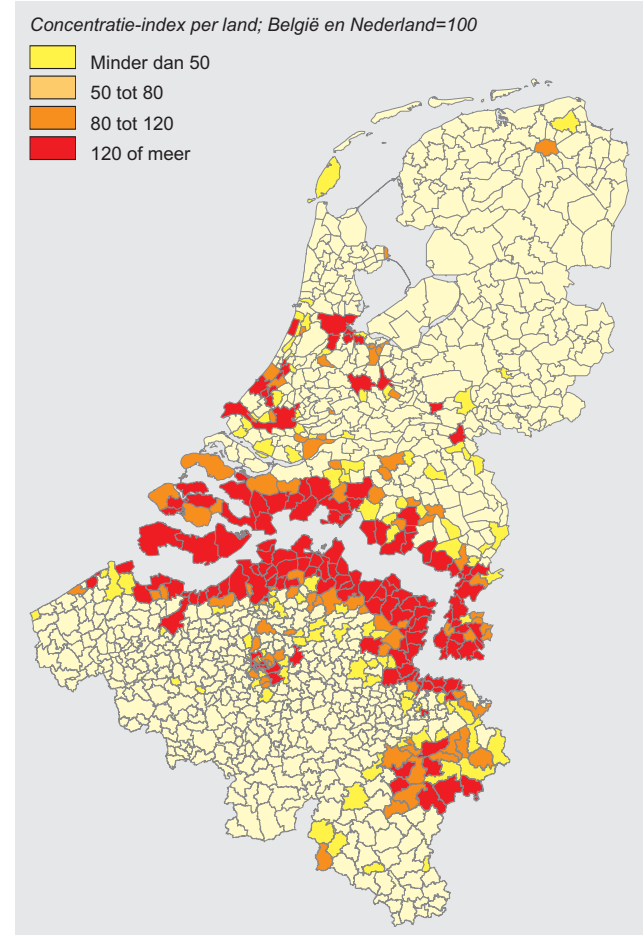 Concentratie-index per land; België en Nederland=100
Minder dan 50
50 tot 80
80 tot 120
120 of meer